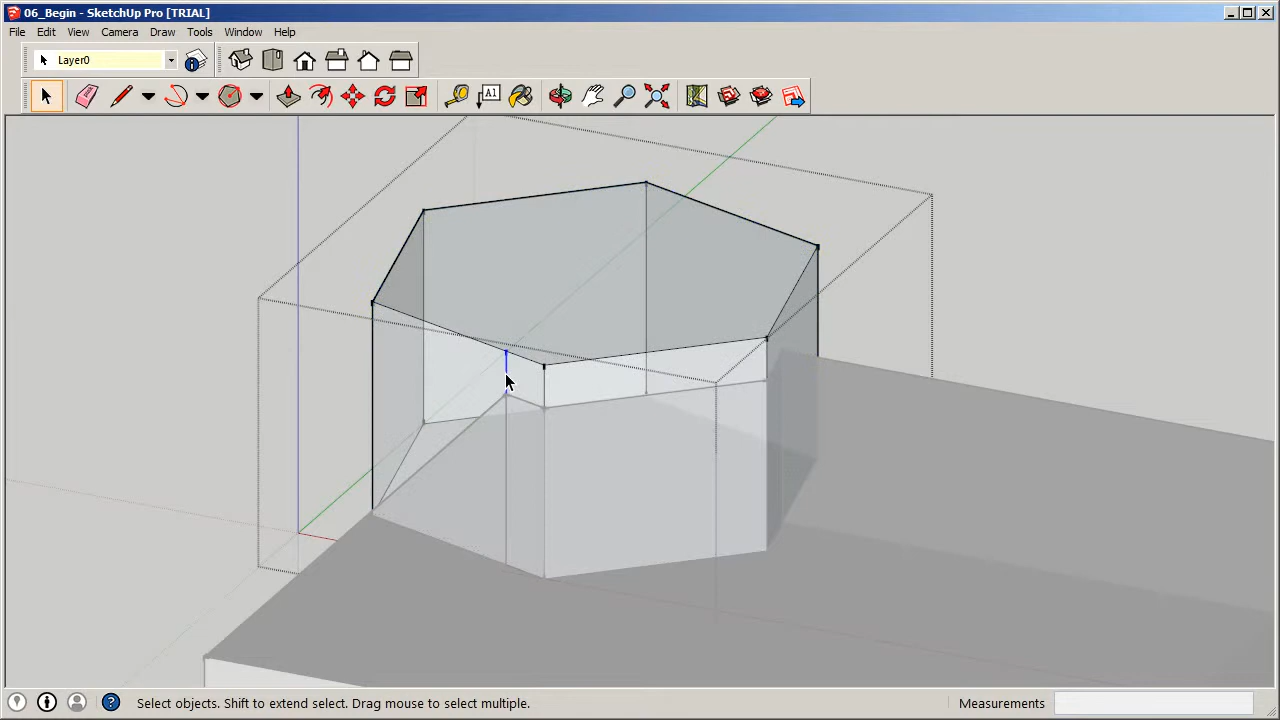 06_Begin - SketchUp Pro [TRIAL]
File Edit View Camera Draw Tools Window Help
Layer0
A1
Select objects. Shift to extend select. Drag mouse to select multiple.
Measurements